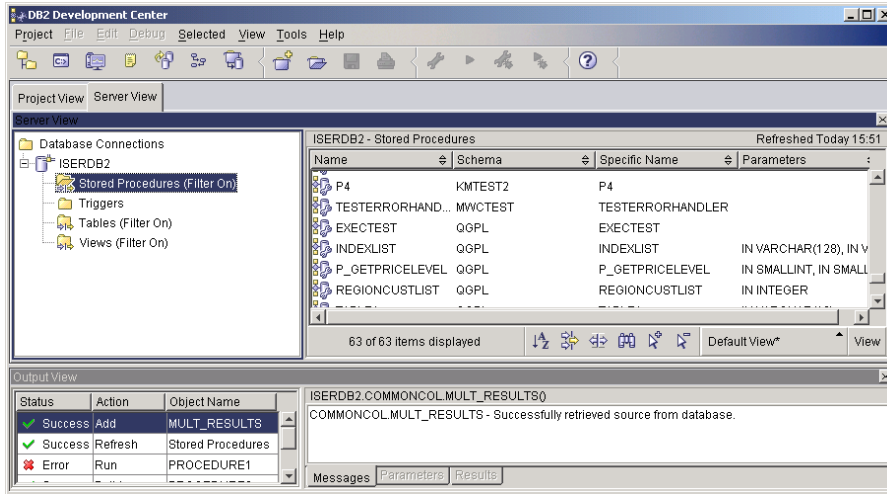 DB2 Development Center
Project File Edit Debug Selected View Tools Help
Project View Server View
Server View
Database Connections
ISERDB2
Stored Procedures (Filter On)
Triggers
Tables (Filter On)
Views (Filter On)
ISERDB2 - Stored Procedures Refreshed Today 15:51
Name Schema Specific Name Parameters
P4 KMTEST2 P4
TESTERRORHAND... MWCTEST TESTERRORHANDLER
EXECTEST QGPL EXECTEST
INDEXLIST QGPL INDEXLIST IN VARCHAR(128), IN V
P_GETPRICELEVEL QGPL P_GETPRICELEVEL IN SMALLINT, IN SMALL
REGIONCUSTLIST QGPL REGIONCUSTLIST IN INTEGER
63 of 63 items displayed Default View* View
Output View
Status Action Object Name
Success Add MULT_RESULTS
Success Refresh Stored Procedures
Error Run PROCEDURE1
ISERDB2.COMMONCOL.MULT_RESULTS()
COMMONCOL.MULT_RESULTS - Successfully retrieved source from database.
Messages Parameters Results